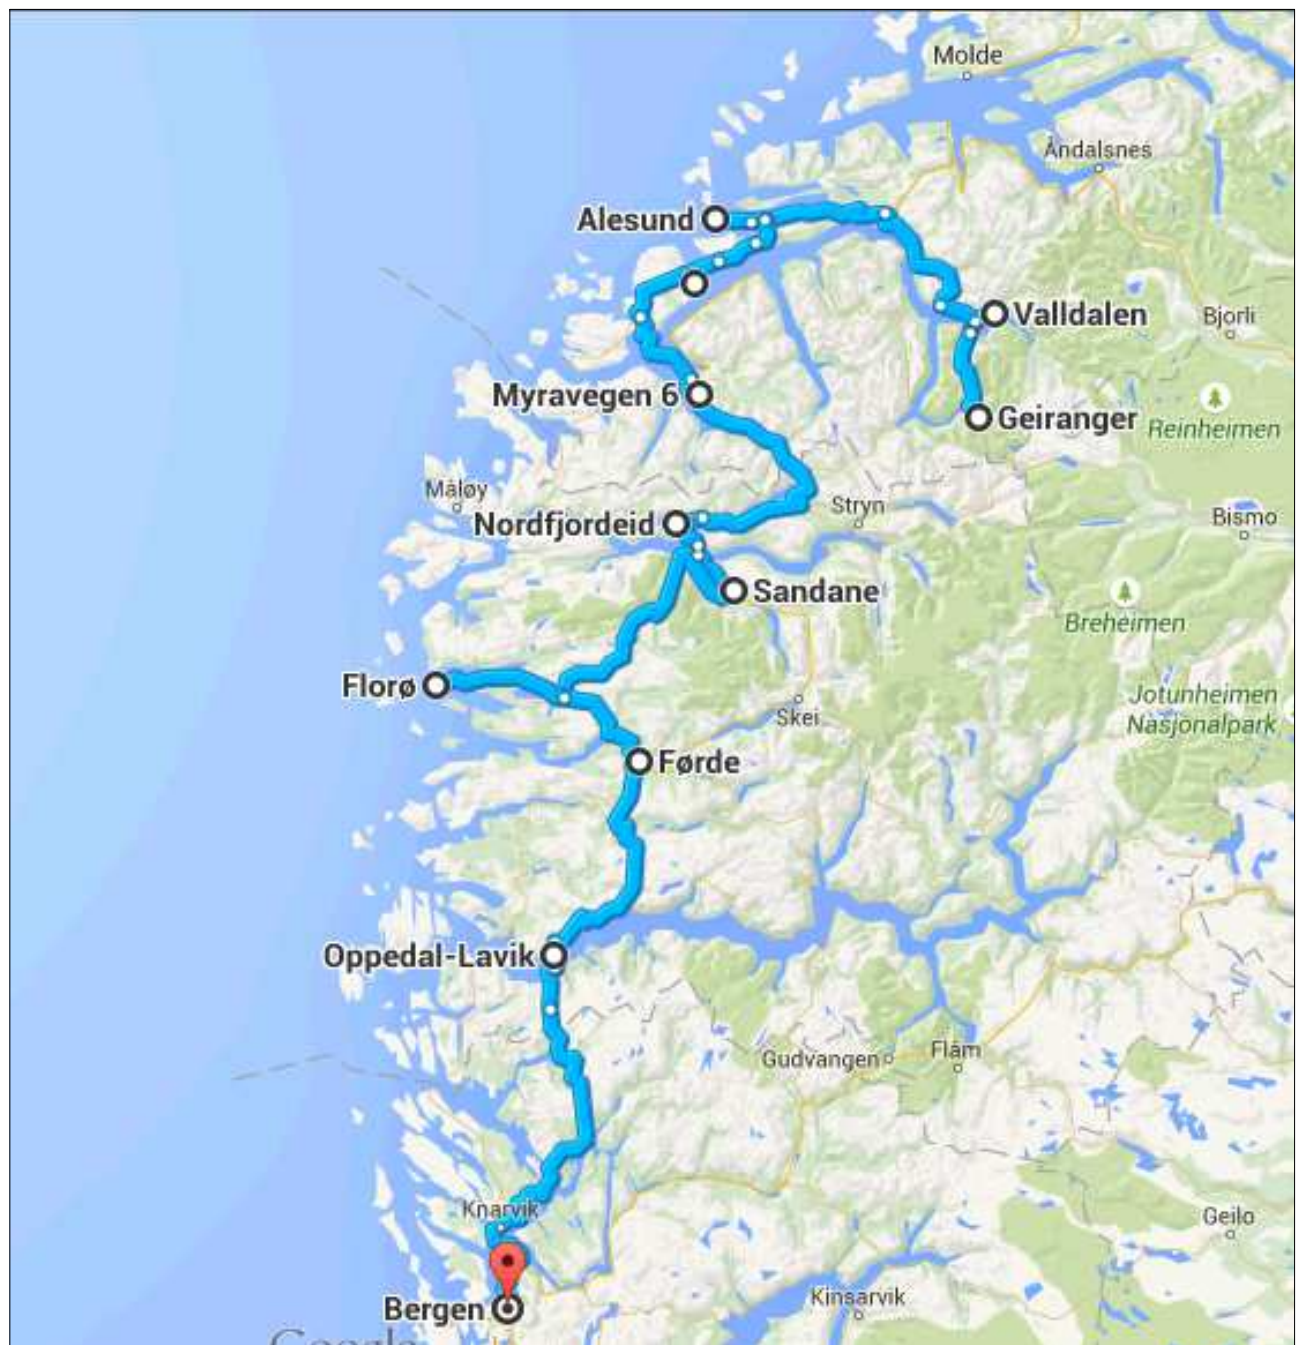 Molde
Åndalsnes
Alesund
Valldalen
Bjorli
Myravegen 6
Geiranger
Reinheimen
Måløy
Stryn
Nordfjordeid
Bismo
Sandane
Breheimen
Florø
Jotunheimen
Nasjonalpark
Skei
Førde
Oppedal-Lavik
Gudvangen
Flåm
Knarvik
Geilo
Kinsarvik
Bergen
Google